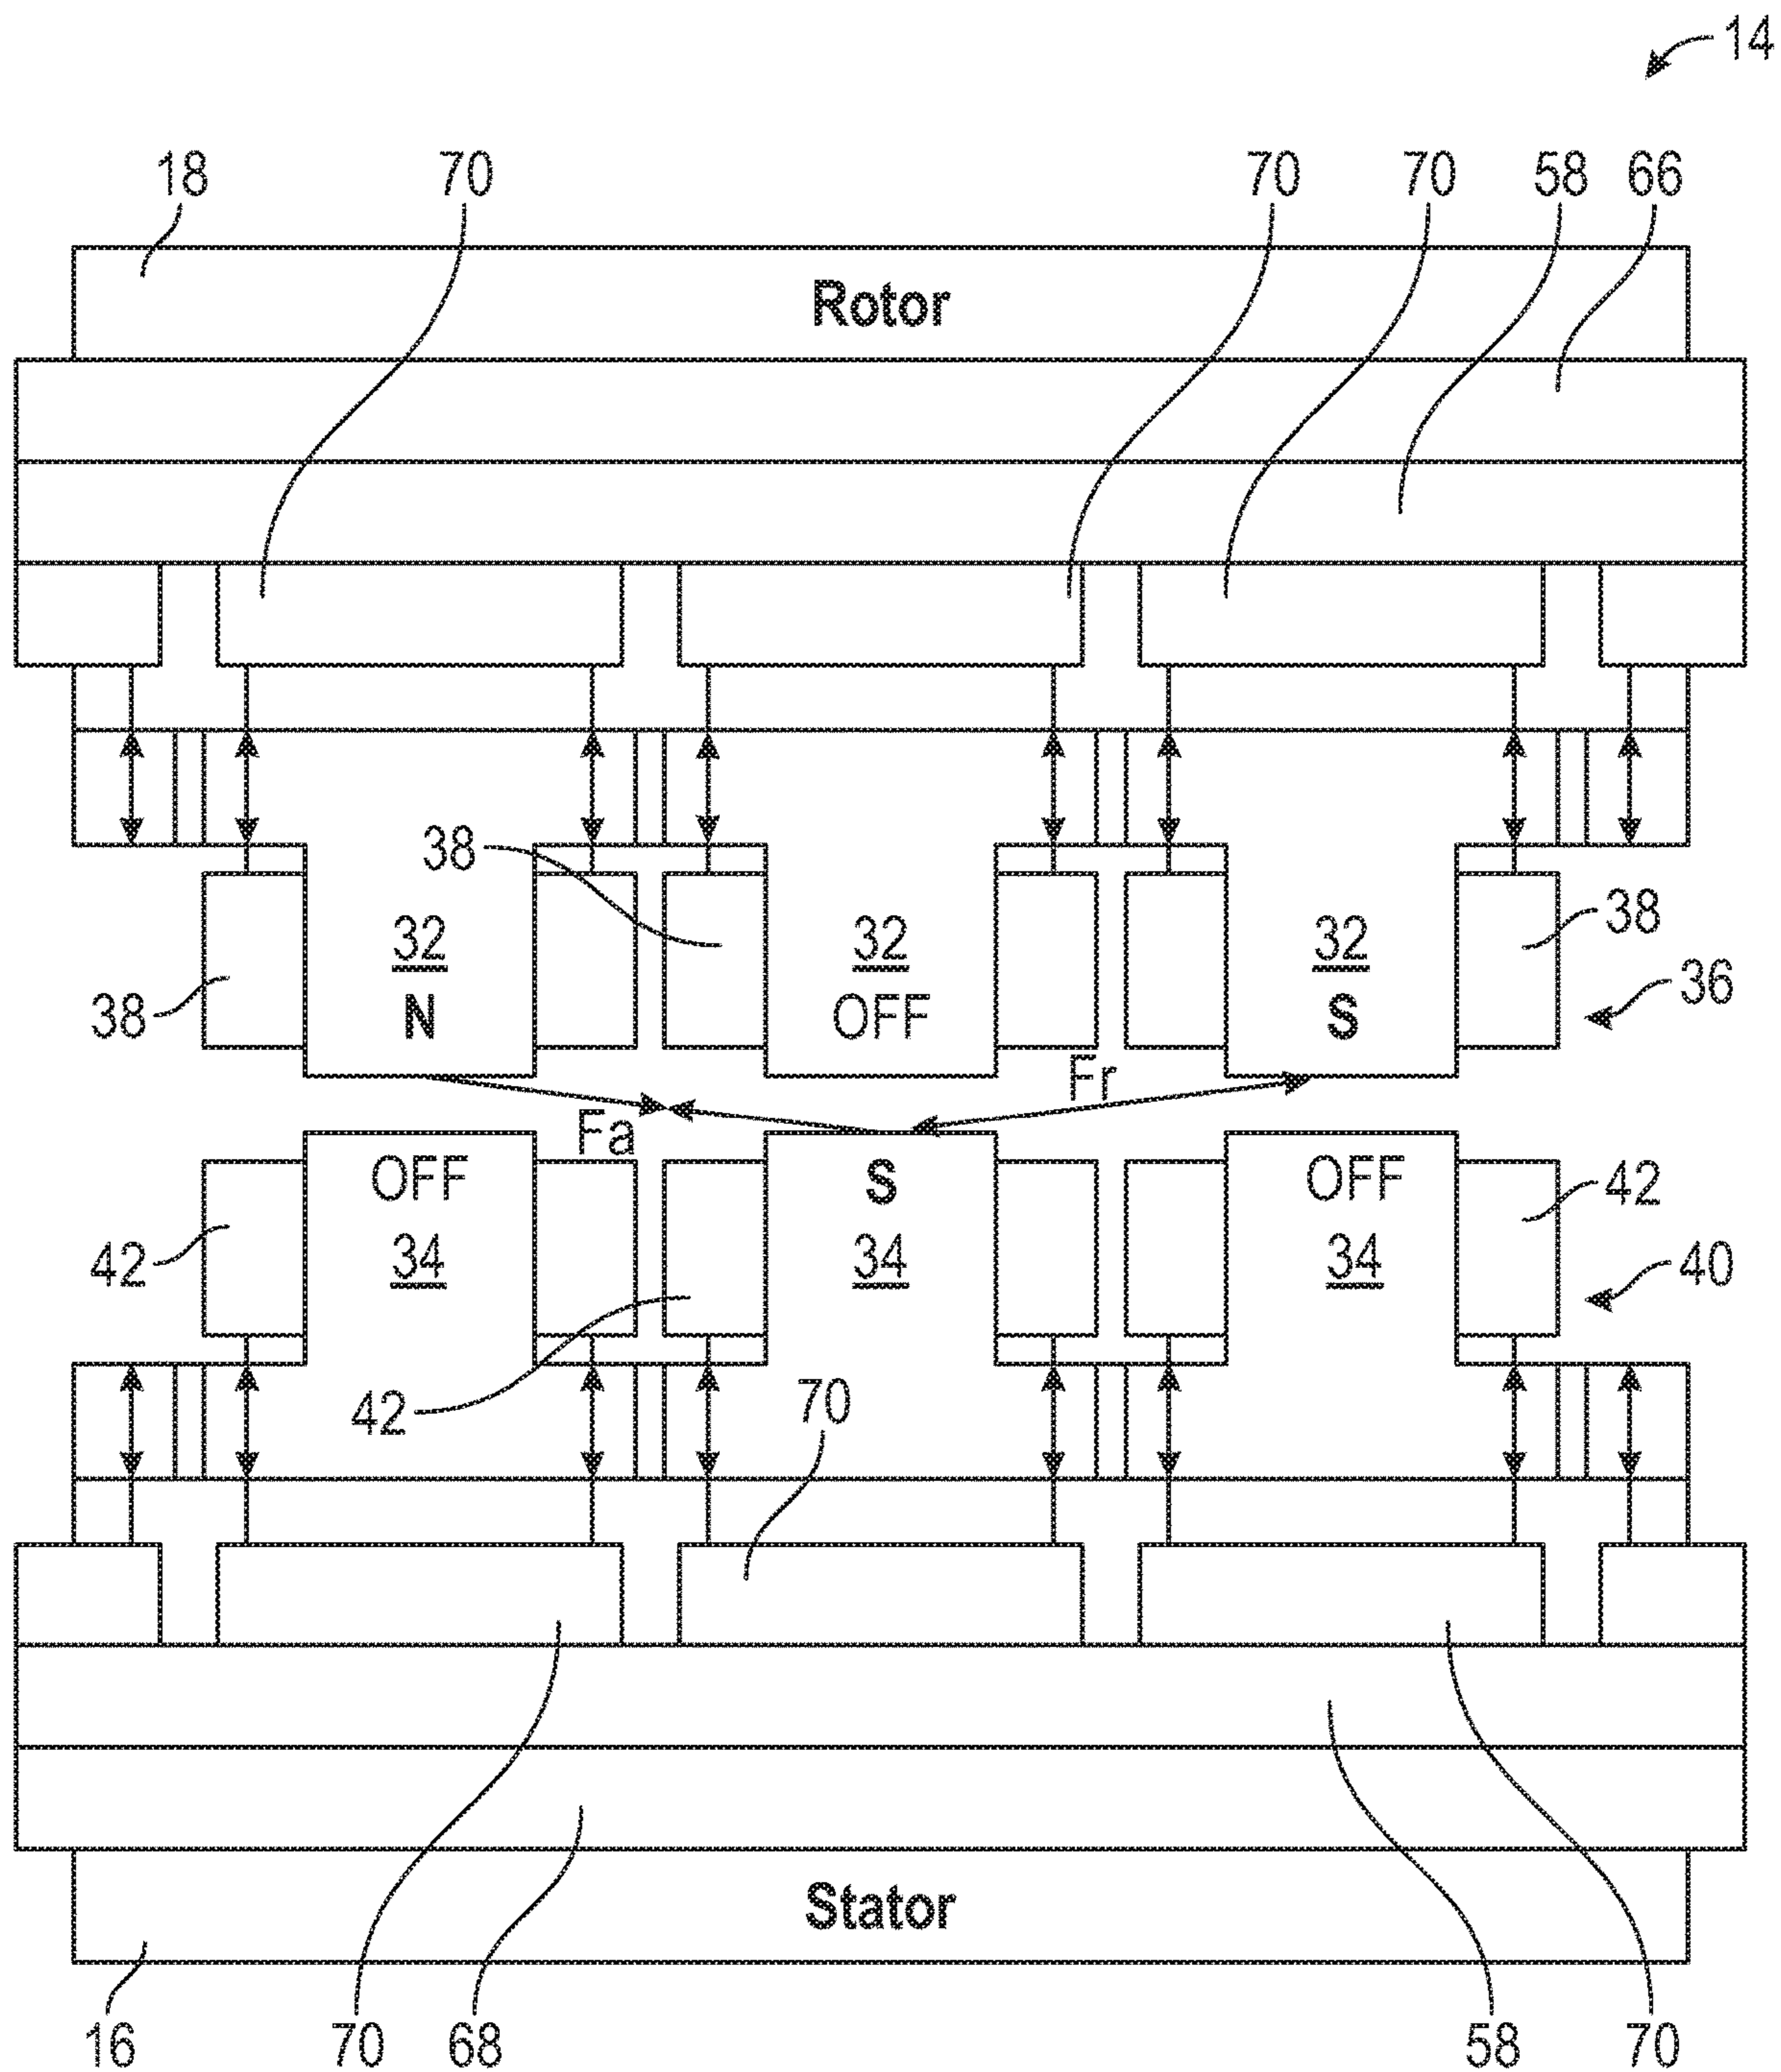 14
18 70 70 70 58 66
Rotor
38
32 32 32 38
38 N OFF S 36
Fr
Fa
OFF S OFF 42
42 34 34 34 40
42 70
Stator
16 70 68 58 70